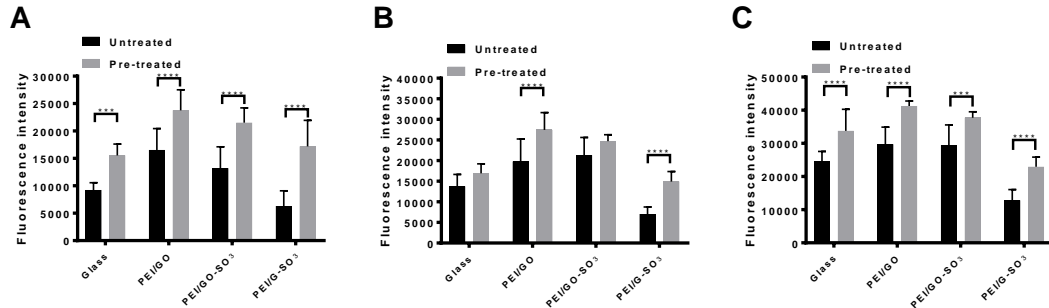 A
Untreated
Pre-treated
Fluorescence intensity
30000
25000
20000
15000
10000
5000
0
***
****
****
****
Glass
PEI/GO
PEI/GO-SO3
PEI/G-SO3
B
Untreated
Pre-treated
Fluorescence intensity
40000
35000
30000
25000
20000
15000
10000
5000
0
****
****
Glass
PEI/GO
PEI/GO-SO3
PEI/G-SO3
C
Untreated
Pre-treated
Fluorescence intensity
50000
40000
30000
20000
10000
0
****
****
***
****
Glass
PEI/GO
PEI/GO-SO3
PEI/G-SO3